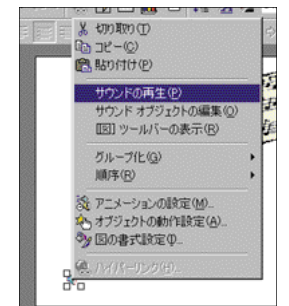 切り取り(T)
コピー(C)
貼り付け(P)
サウンドの再生(P)
サウンド オブジェクトの編集(O)
[図] ツールバーの表示(R)
グループ化(G)
順序(R)
アニメーションの設定(M)...
オブジェクトの動作設定(A)...
図の書式設定(I)...
ハイパーリンク(H)...